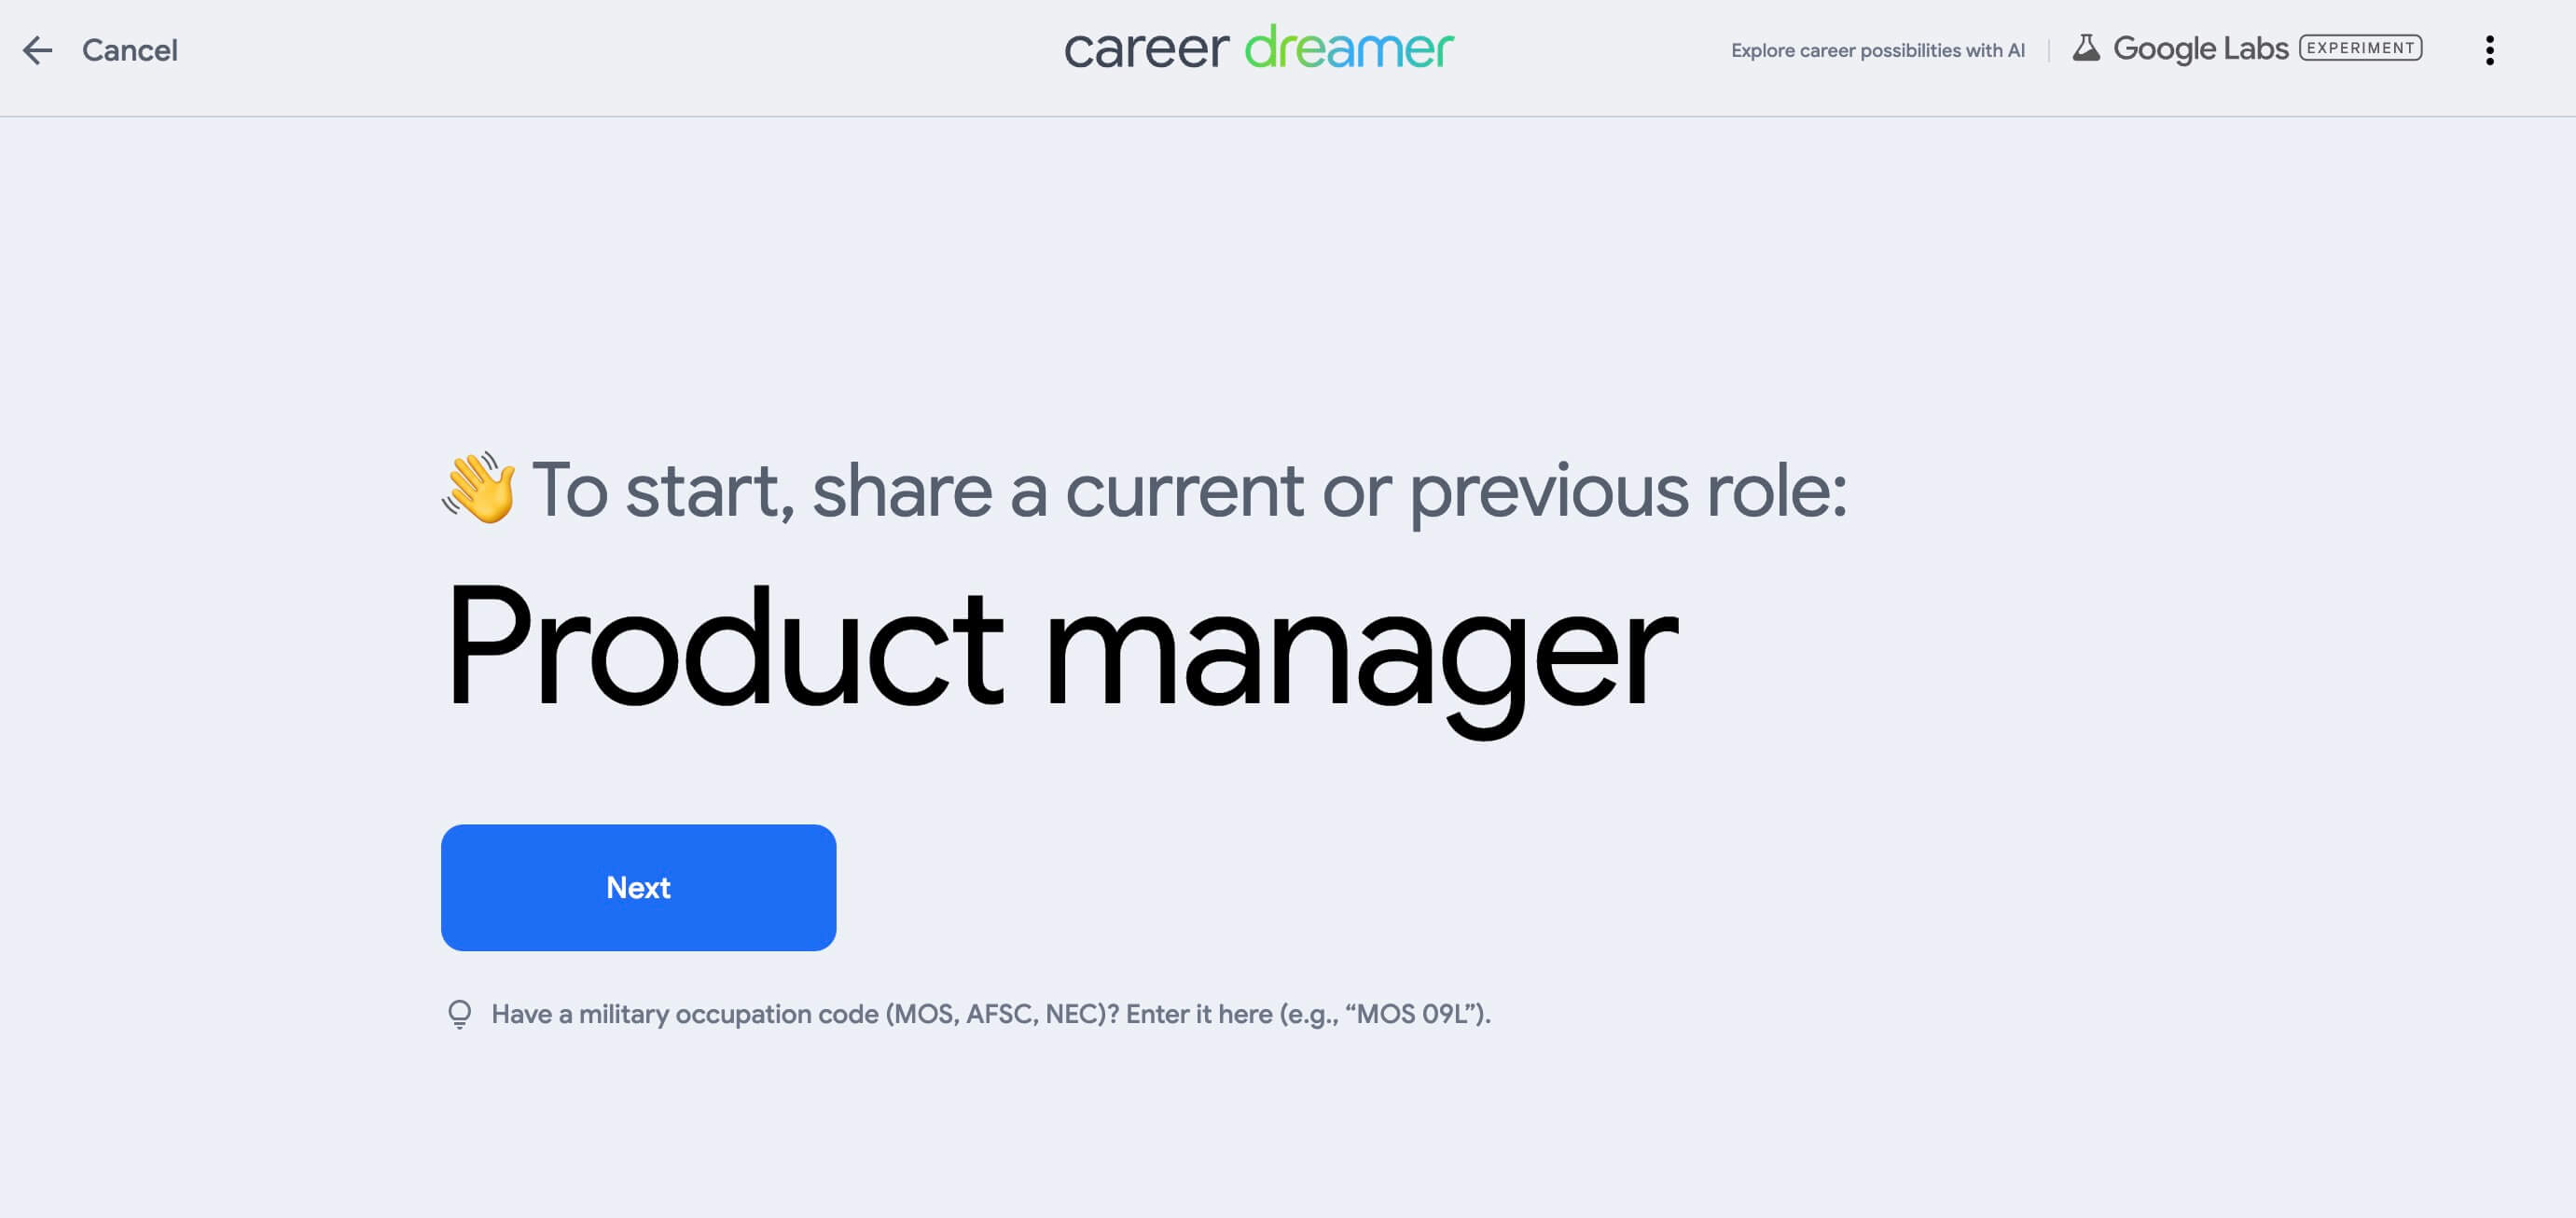 Cancel
career dreamer
Explore career possibilities with AI
Google Labs EXPERIMENT
👋 To start, share a current or previous role:
Product manager
Next
Have a military occupation code (MOS, AFSC, NEC)? Enter it here (e.g., “MOS 09L”).